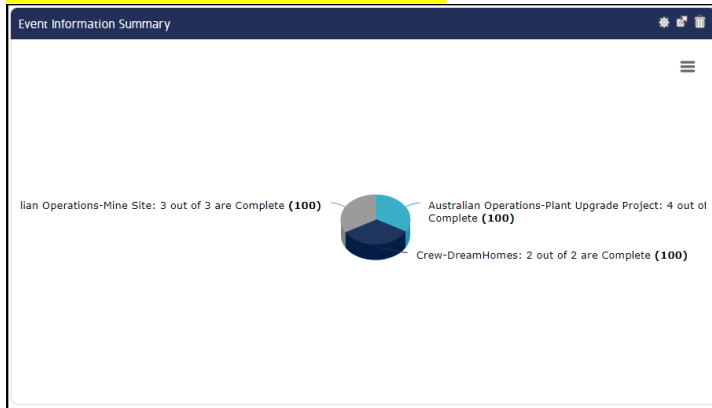 Event Information Summary
lian Operations-Mine Site: 3 out of 3 are Complete (100)
Australian Operations-Plant Upgrade Project: 4 out of
Complete (100)
Crew-DreamHomes: 2 out of 2 are Complete (100)